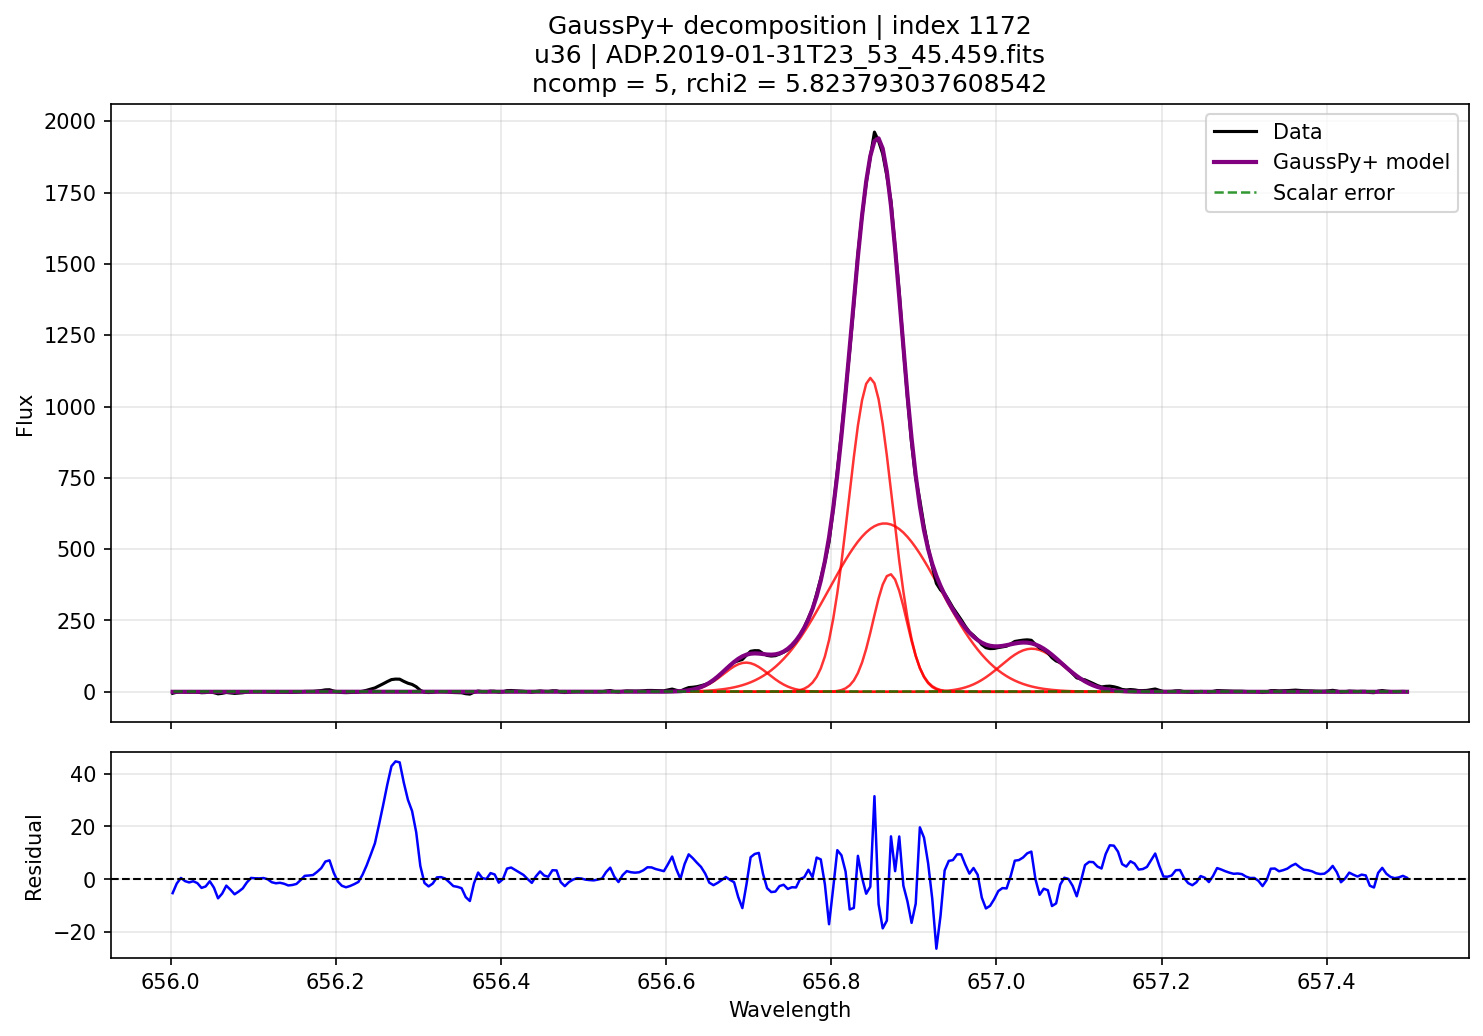 GaussPy+ decomposition | index 1172
u36 | ADP.2019-01-31T23_53_45.459.fits
ncomp = 5, rchi2 = 5.823793037608542
Data
GaussPy+ model
Scalar error
2000
1750
1500
1250
1000
750
500
250
0
Flux
40
20
0
−20
Residual
656.0
656.2
656.4
656.6
656.8
657.0
657.2
657.4
Wavelength